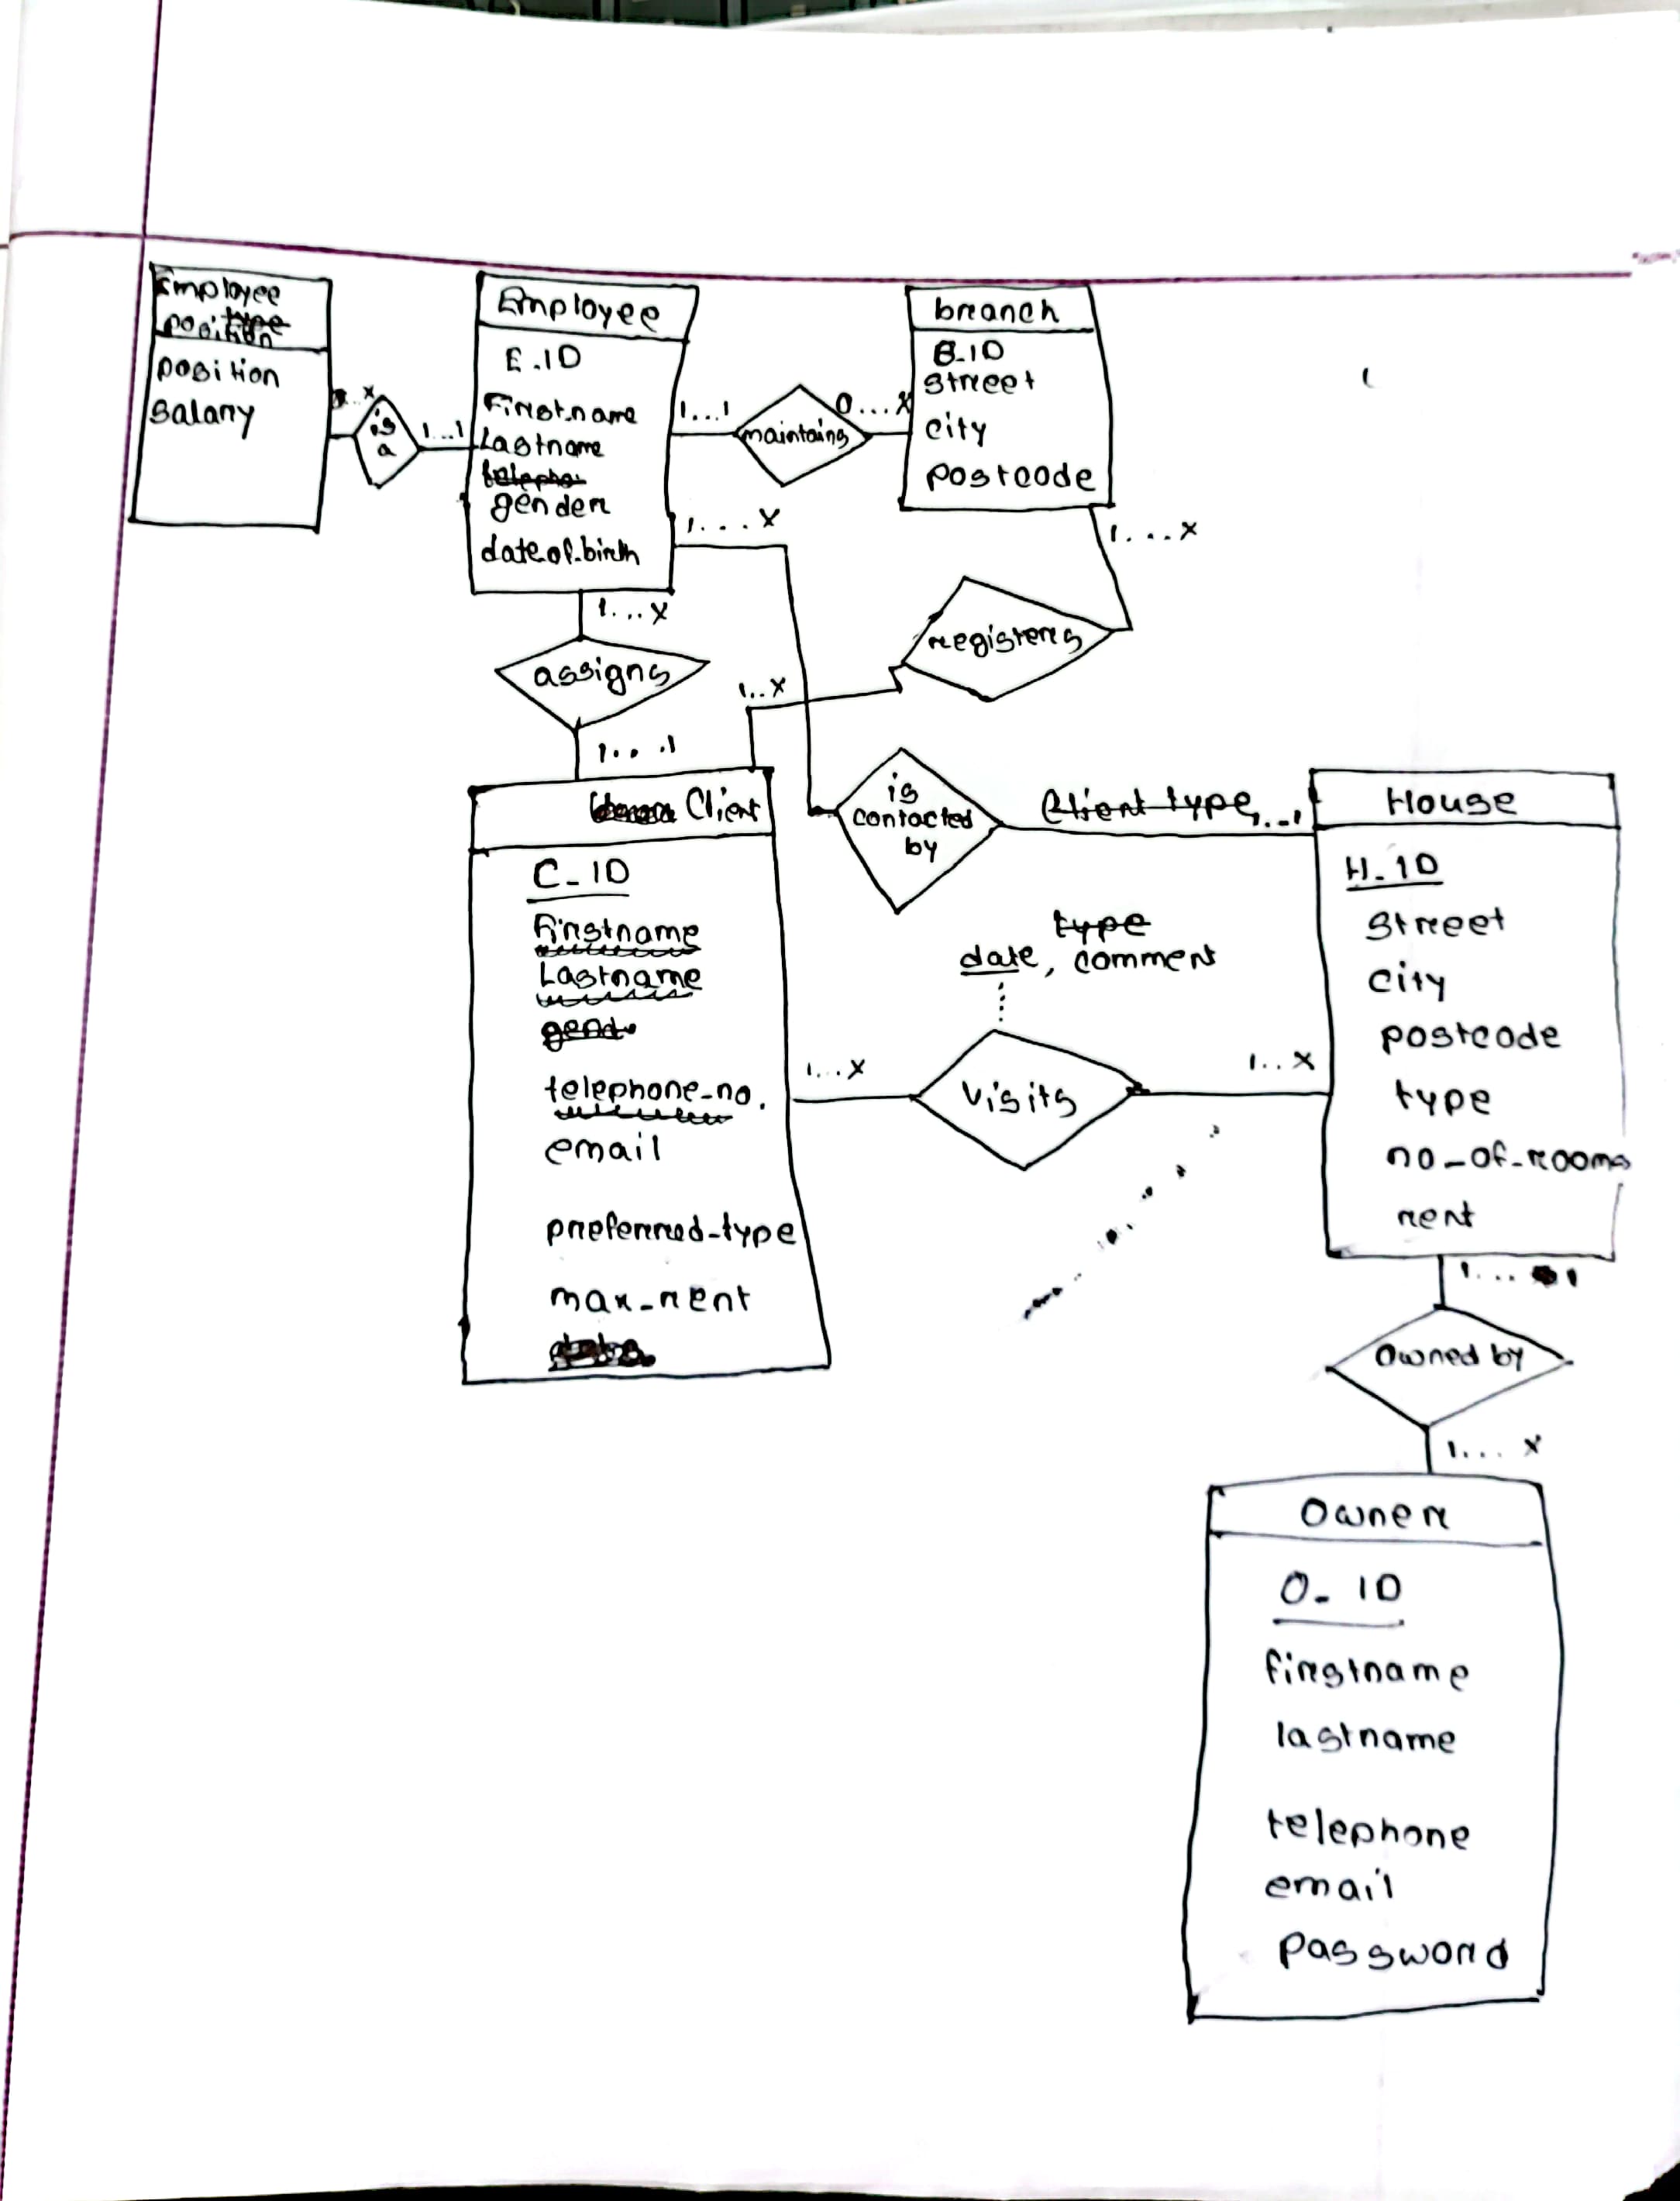 Employee
position
position
salary
is
a
1...1
Employee
E.ID
Firstname
Lastname
gender
date.of.birth
1...1
maintains
0...x
branch
B.ID
street
city
postcode
1....x
1....x
registers
1...x
assigns
1....1
1..x
Client
C_ID
Firstname
Lastname
telephone_no.
email
preferred_type
max_rent
is
contacted
by
Client type
1...1
type
date, comment
1...x
visits
1...x
House
H_ID
street
city
postcode
type
no_of_rooms
rent
1...1
owned by
1....x
Owner
O_ID
firstname
lastname
telephone
email
password